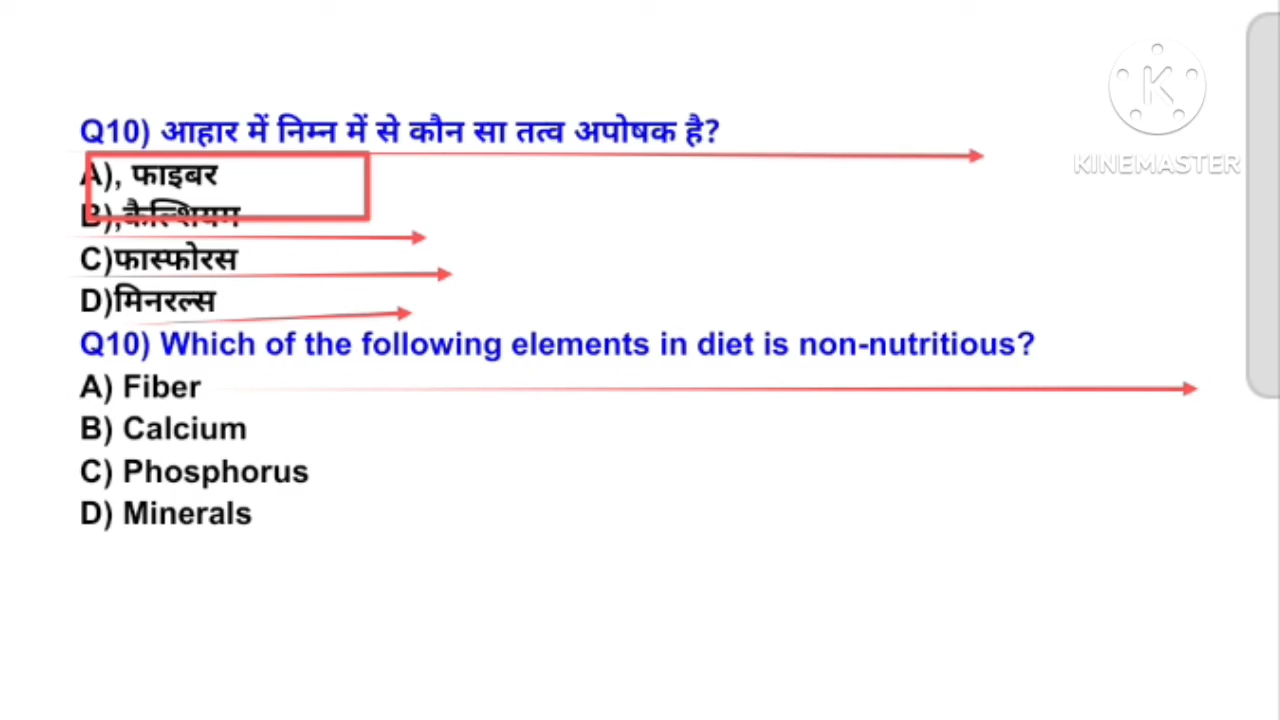 Q10) आहार में निम्न में से कौन सा तत्व अपोषक है?
A), फाइबर
B),कैल्शियम
C)फास्फोरस
D)मिनरल्स
Q10) Which of the following elements in diet is non-nutritious?
A) Fiber
B) Calcium
C) Phosphorus
D) Minerals
K
KINEMASTER